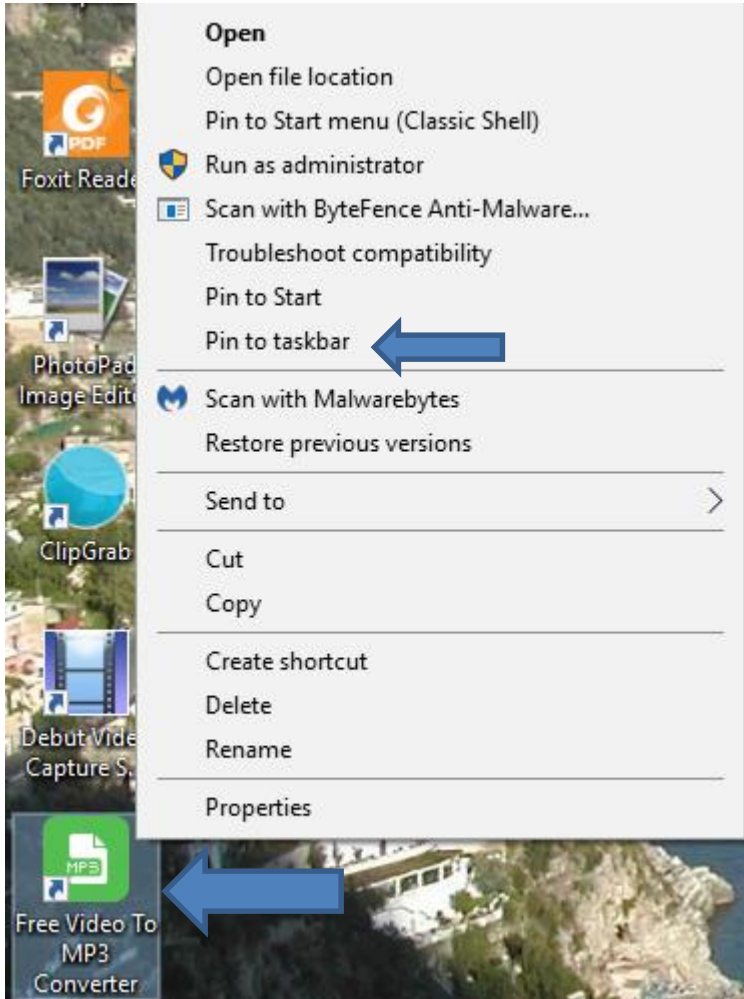 Open
Open file location
Pin to Start menu (Classic Shell)
Run as administrator
Scan with ByteFence Anti-Malware...
Troubleshoot compatibility
Pin to Start
Pin to taskbar
Scan with Malwarebytes
Restore previous versions
Send to
Cut
Copy
Create shortcut
Delete
Rename
Properties
PDF
Foxit Reade
PhotoPad
Image Edit
ClipGrab
Debut Vide
Capture S.
MP3
Free Video To
MP3
Converter